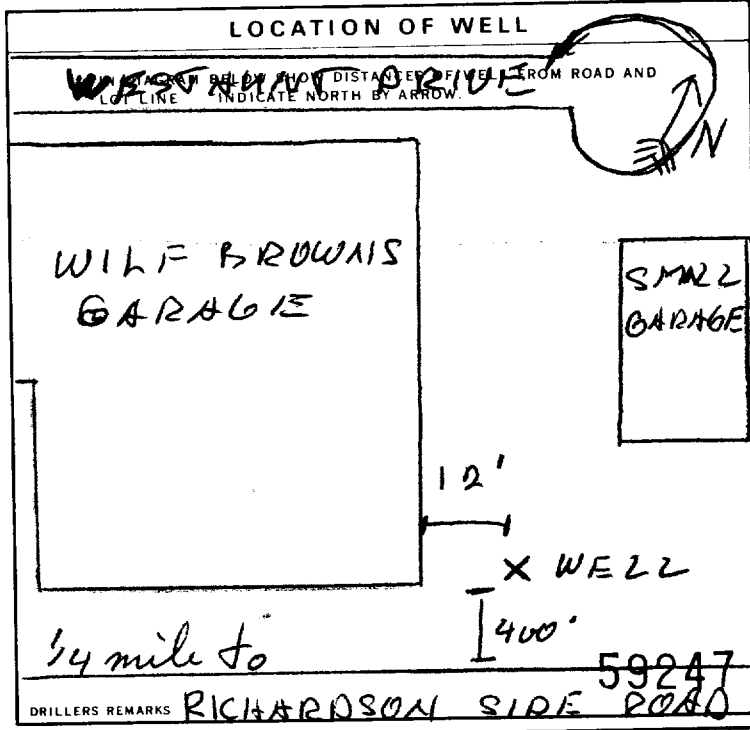 LOCATION OF WELL
IN DIAGRAM BELOW SHOW DISTANCES OF WELL FROM ROAD AND
LOT LINE INDICATE NORTH BY ARROW.
DRIVE
N
WILF BROWNS
GARAGE
SMALL
GARAGE
12'
X WELL
400'
1/4 mile to
59247
DRILLERS REMARKS RICHARDSON SIDE ROAD